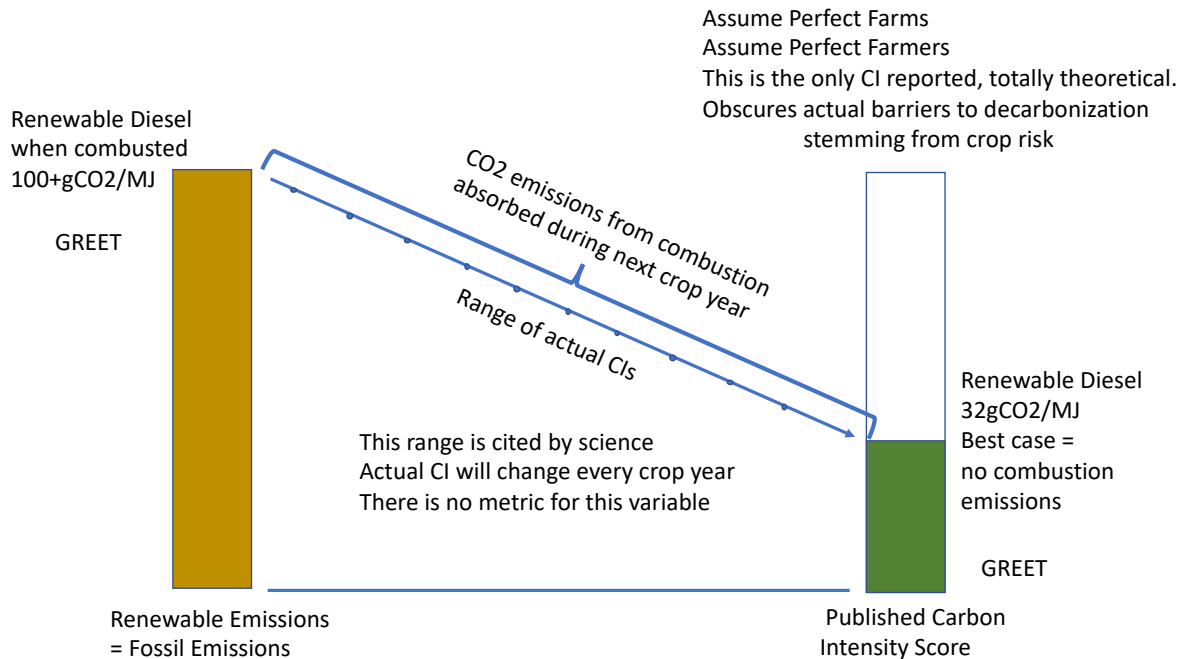 Assume Perfect Farms
Assume Perfect Farmers
This is the only CI reported, totally theoretical.
Obscures actual barriers to decarbonization
stemming from crop risk
Renewable Diesel
when combusted
100+gCO2/MJ
GREET
CO2 emissions from combustion
absorbed during next crop year
Range of actual CIs
This range is cited by science
Actual CI will change every crop year
There is no metric for this variable
Renewable Diesel
32gCO2/MJ
Best case =
no combustion
emissions
GREET
Renewable Emissions
= Fossil Emissions
Published Carbon
Intensity Score